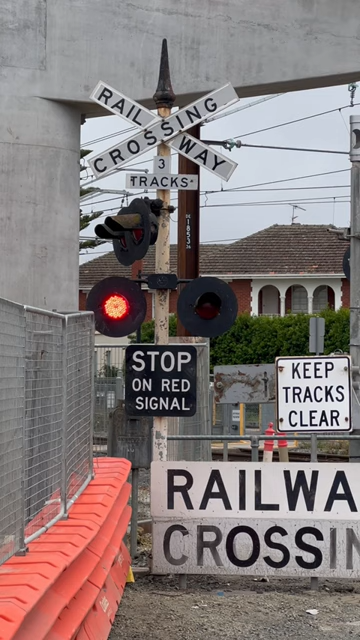 RAILWAY
CROSSING
3
TRACKS
STOP
ON RED
SIGNAL
KEEP
TRACKS
CLEAR
RAILWA
CROSSIN